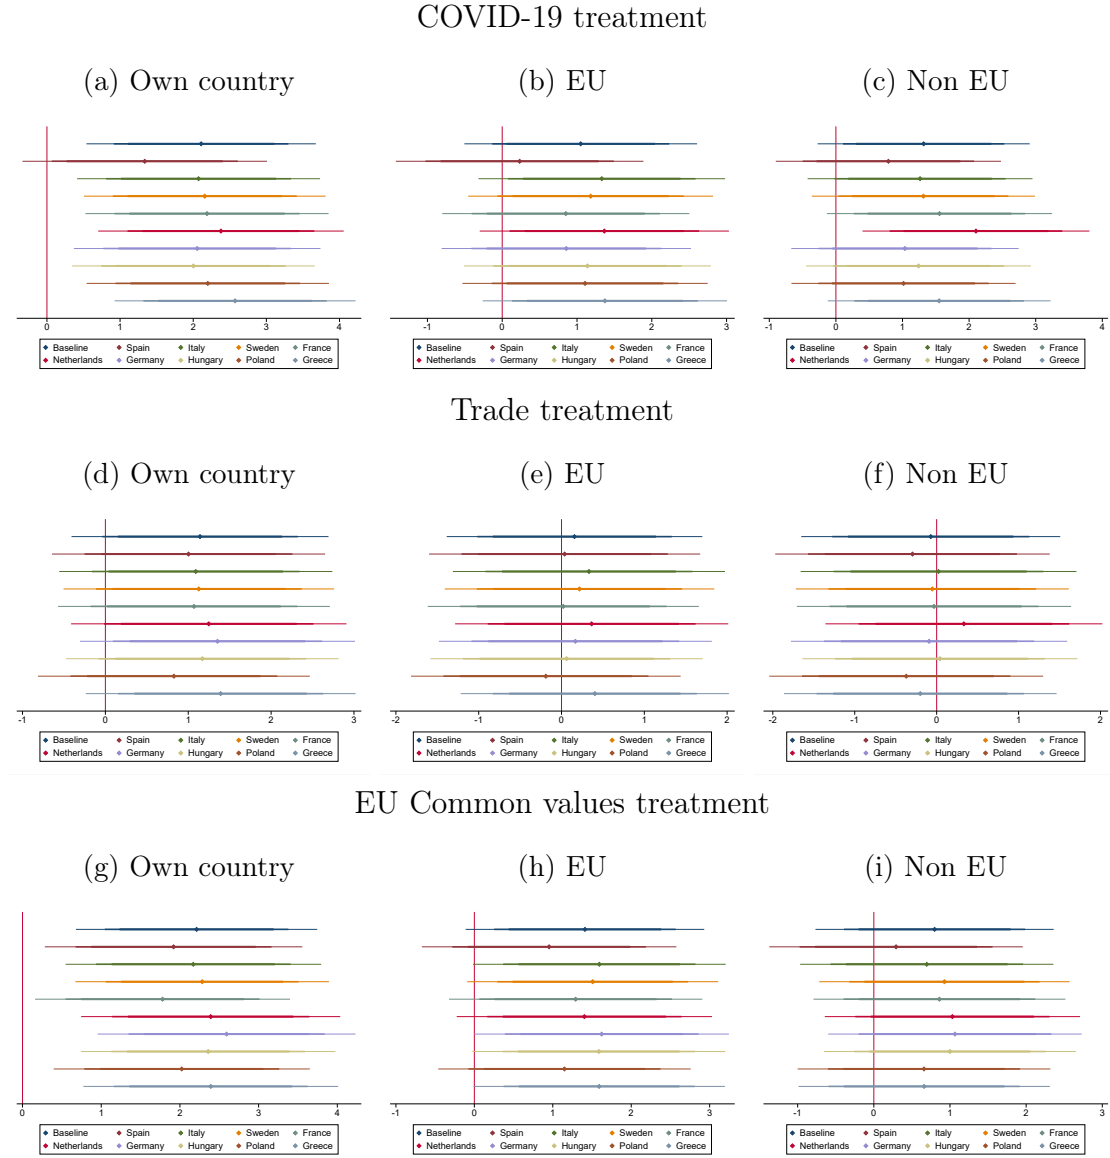 COVID-19 treatment
(a) Own country (b) EU (c) Non EU
0 1 2 3 4 -1 0 1 2 3 -1 0 1 2 3 4
Baseline Spain Italy Sweden France Baseline Spain Italy Sweden France Baseline Spain Italy Sweden France
Netherlands Germany Hungary Poland Greece Netherlands Germany Hungary Poland Greece Netherlands Germany Hungary Poland Greece
Trade treatment
(d) Own country (e) EU (f) Non EU
-1 0 1 2 3 -2 -1 0 1 2 -2 -1 0 1 2
Baseline Spain Italy Sweden France Baseline Spain Italy Sweden France Baseline Spain Italy Sweden France
Netherlands Germany Hungary Poland Greece Netherlands Germany Hungary Poland Greece Netherlands Germany Hungary Poland Greece
EU Common values treatment
(g) Own country (h) EU (i) Non EU
0 1 2 3 4 -1 0 1 2 3 -1 0 1 2 3
Baseline Spain Italy Sweden France Baseline Spain Italy Sweden France Baseline Spain Italy Sweden France
Netherlands Germany Hungary Poland Greece Netherlands Germany Hungary Poland Greece Netherlands Germany Hungary Poland Greece